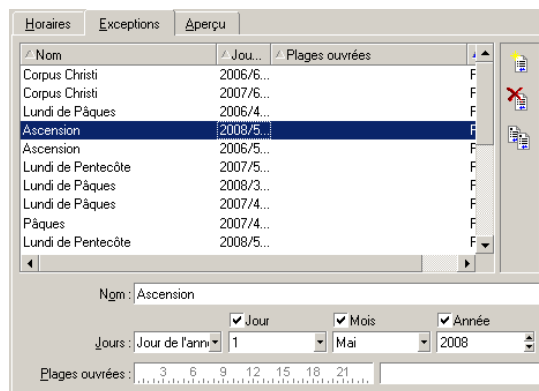 Horaires Exceptions Aperçu
Nom Jou... Plages ouvrées
Corpus Christi 2006/6... F
Corpus Christi 2007/6... F
Lundi de Pâques 2006/4... F
Ascension 2008/5... F
Ascension 2006/5... F
Lundi de Pentecôte 2007/5... F
Lundi de Pâques 2008/3... F
Lundi de Pâques 2007/4... F
Pâques 2007/4... F
Lundi de Pentecôte 2008/5... F
Nom : Ascension
Jour Mois Année
Jours : Jour de l'anné 1 Mai 2008
Plages ouvrées : 3 6 9 12 15 18 21